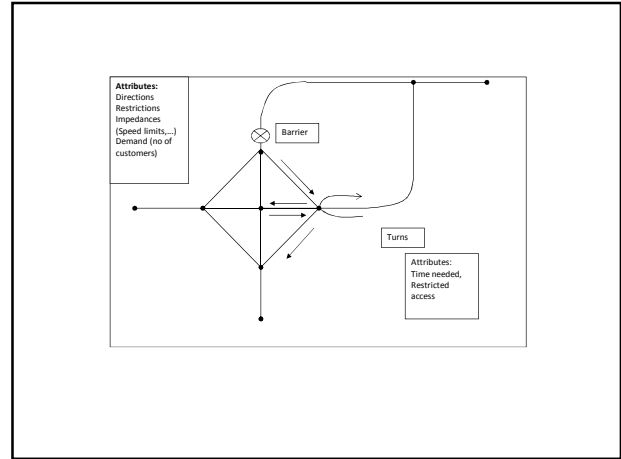 Attributes:
Directions
Restrictions
Impedances
(Speed limits,...)
Demand (no of
customers)
Barrier
Turns
Attributes:
Time needed,
Restricted
access